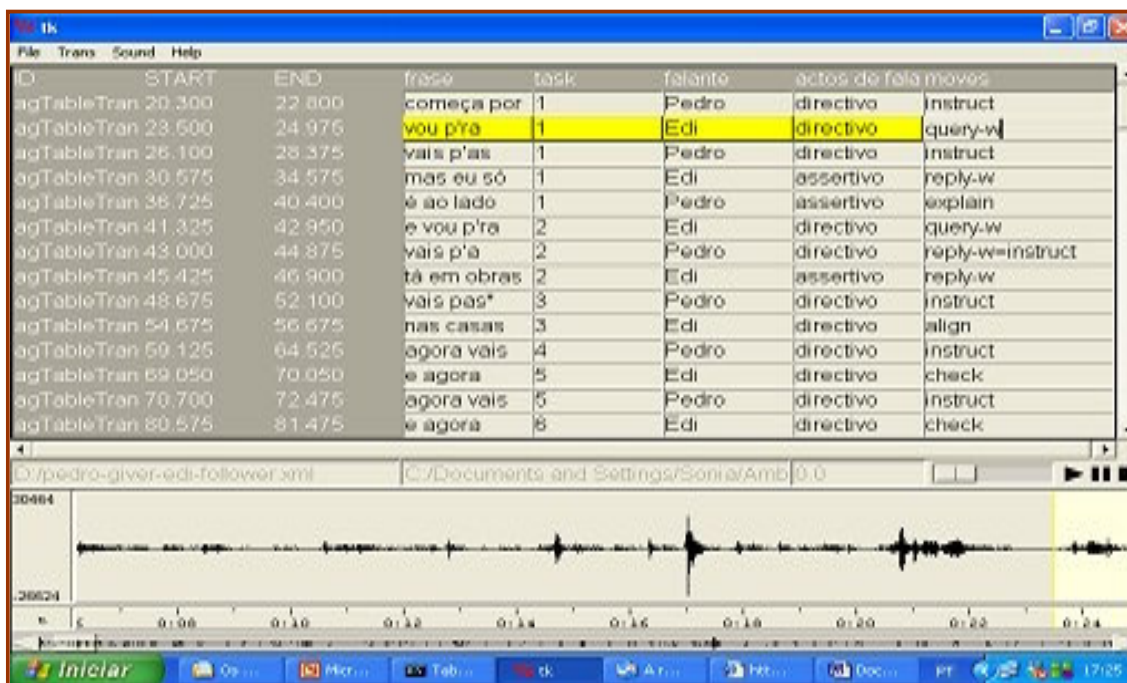 tk
File Trans Sound Help
ID START END frase task falante actos de fala moves
agTableTran 20.300 22.800 começa por 1 Pedro directivo instruct
agTableTran 23.500 24.975 vou p'ra 1 Edi directivo query-w
agTableTran 26.100 28.375 vais p'as 1 Pedro directivo instruct
agTableTran 30.575 34.575 mas eu só 1 Edi assertivo reply-w
agTableTran 36.725 40.400 é ao lado 1 Pedro assertivo explain
agTableTran 41.325 42.950 e vou p'ra 2 Edi directivo query-w
agTableTran 43.000 44.875 vais p'a 2 Pedro directivo reply-w=instruct
agTableTran 45.425 46.900 tá em obras 2 Edi assertivo reply-w
agTableTran 48.675 52.100 vais pas* 3 Pedro directivo instruct
agTableTran 54.675 56.675 nas casas 3 Edi directivo align
agTableTran 59.125 64.525 agora vais 4 Pedro directivo instruct
agTableTran 69.050 70.050 e agora 5 Edi directivo check
agTableTran 70.700 72.475 agora vais 5 Pedro directivo instruct
agTableTran 80.575 81.475 e agora 6 Edi directivo check
D:/pedro-giver-edi-follower.xml C:/Documents and Settings/Sonia/Amb 0.0
30464
-26624
0:08 0:10 0:12 0:14 0:16 0:18 0:20 0:22 0:24
Iniciar Os ... Micr... Tab... tk A r... htt... Doc... PT 17:25